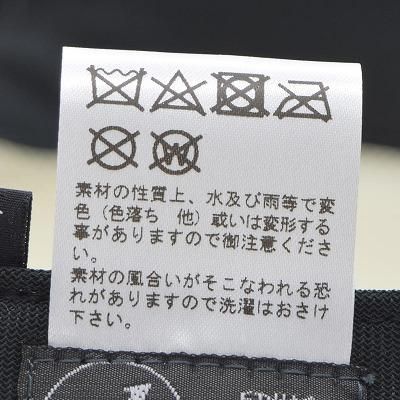 W
素材の性質上、水及び雨等で変
色（色落ち　他）或いは変形する
事がありますので御注意くださ
い。
素材の風合いがそこなわれる恐
れがありますので洗濯はおさけ
下さい。